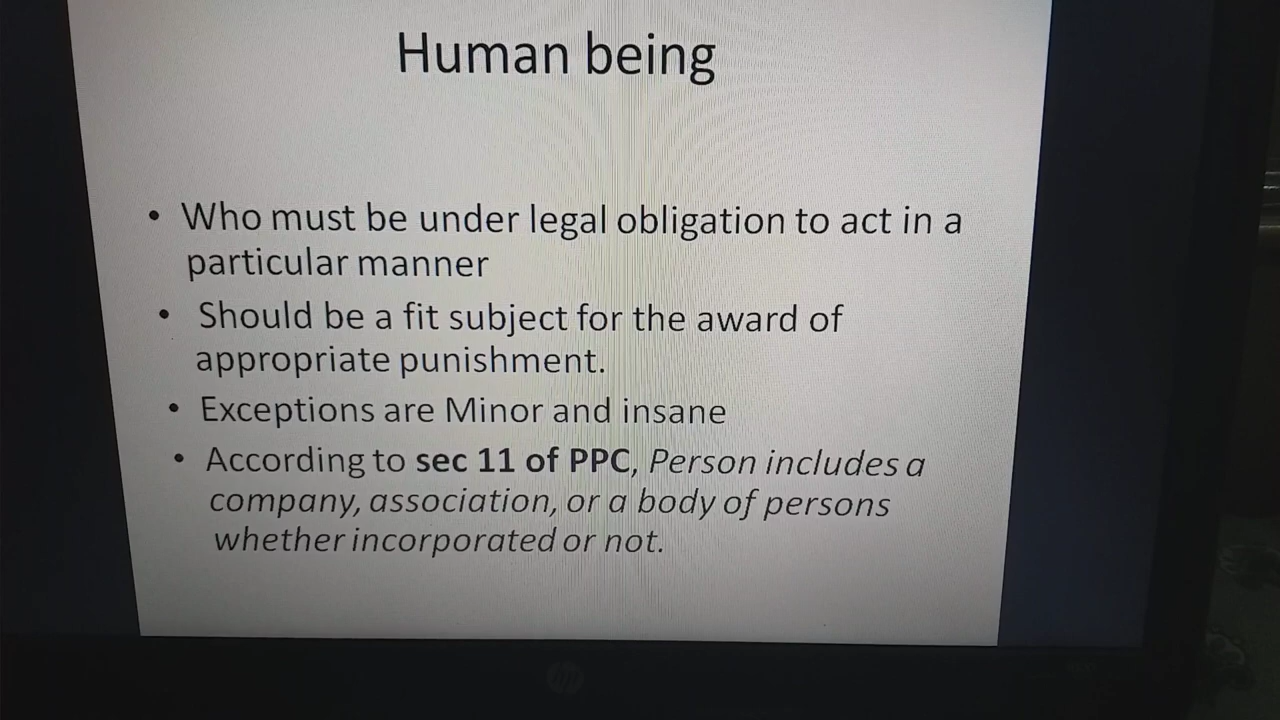 Human being
• Who must be under legal obligation to act in a
particular manner
• Should be a fit subject for the award of
appropriate punishment.
• Exceptions are Minor and insane
• According to sec 11 of PPC, Person includes a
company, association, or a body of persons
whether incorporated or not.
hp